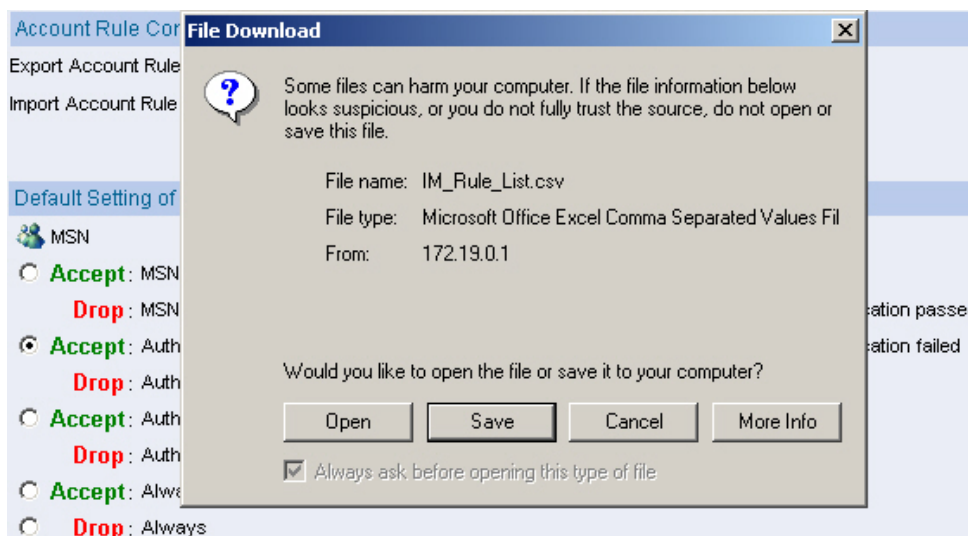 Account Rule Cor
File Download
Export Account Rule
Import Account Rule
Some files can harm your computer. If the file information below
looks suspicious, or you do not fully trust the source, do not open or
save this file.
File name: IM_Rule_List.csv
File type: Microsoft Office Excel Comma Separated Values Fil
From: 172.19.0.1
Default Setting of
MSN
Accept: MSN
Drop: MSN
cation passe
Accept: Auth
cation failed
Drop: Auth
Would you like to open the file or save it to your computer?
Accept: Auth
Open Save Cancel More Info
Drop: Auth
Always ask before opening this type of file
Accept: Alwa
Drop: Always